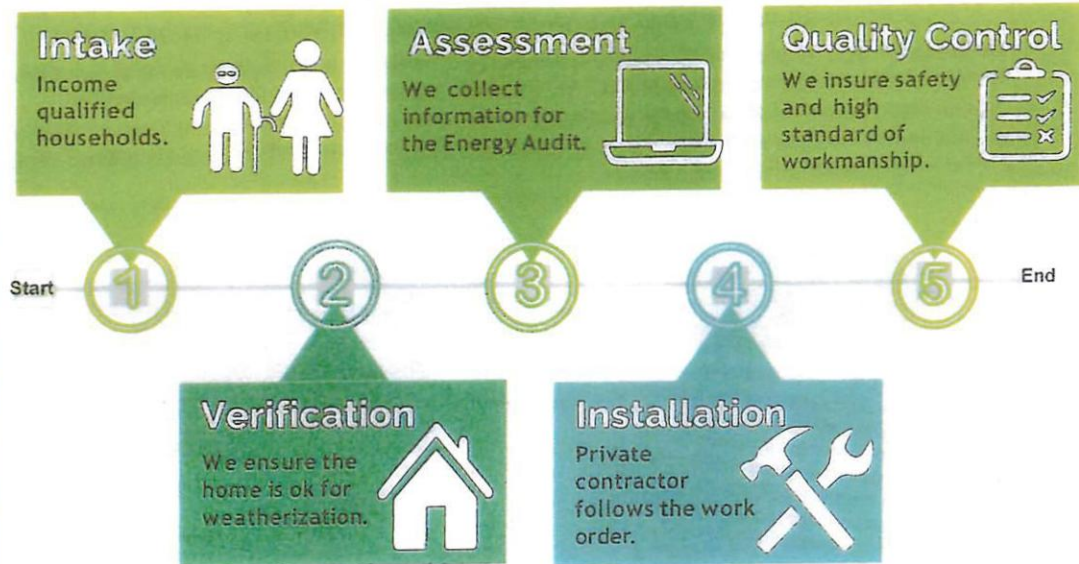 Intake
Income
qualified
households.
Assessment
We collect
information for
the Energy Audit.
Quality Control
We insure safety
and high
standard of
workmanship.
Start
1
2
3
4
5
End
Verification
We ensure the
home is ok for
weatherization.
Installation
Private
contractor
follows the work
order.